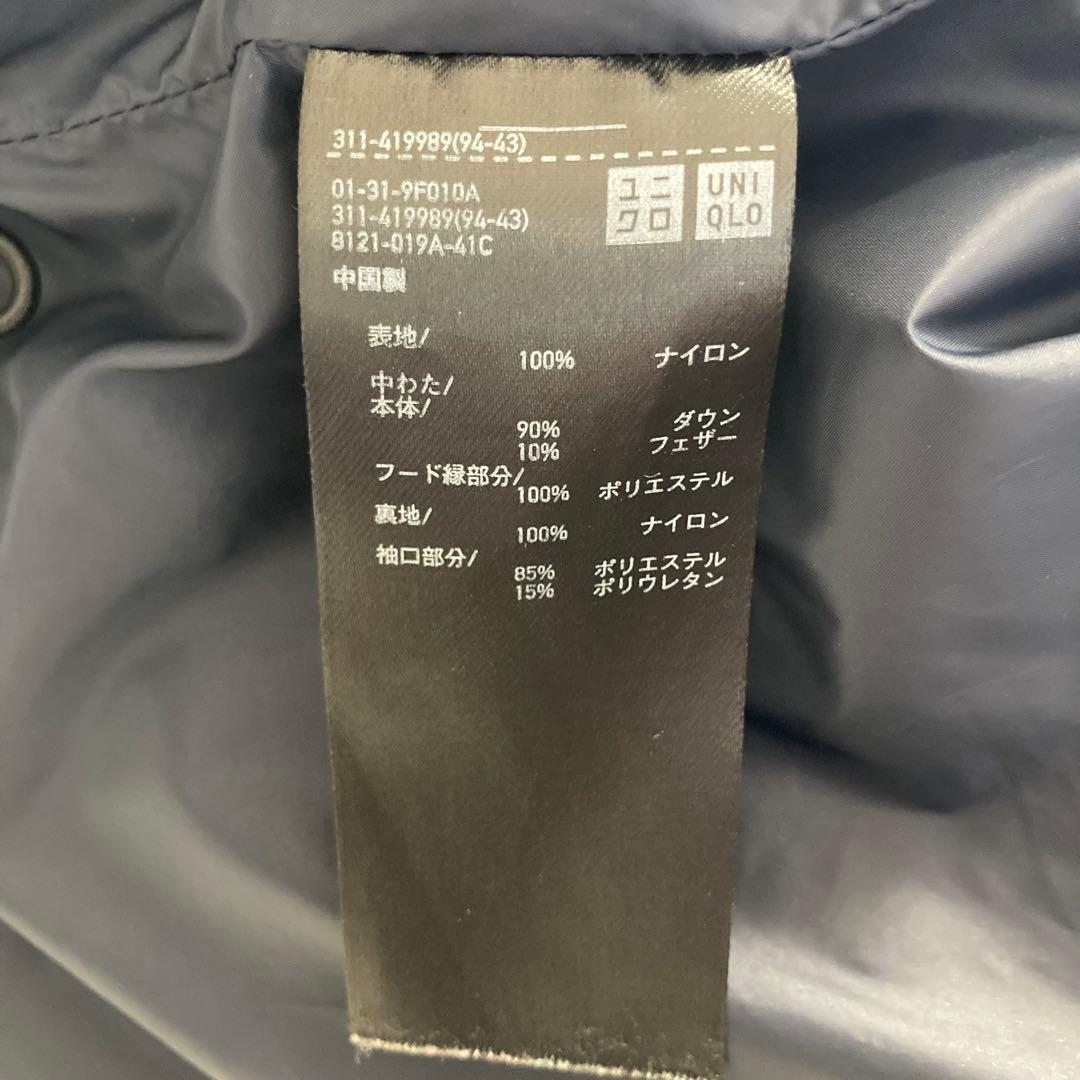 311-419989(94-43)
01-31-9F010A
311-419989(94-43)
8121-019A-41C
中国製
ユニ
クロ
UNI
QLO
表地/
100% ナイロン
中わた/
本体/
90% ダウン
10% フェザー
フード縁部分/
100% ポリエステル
裏地/
100% ナイロン
袖口部分/
85% ポリエステル
15% ポリウレタン